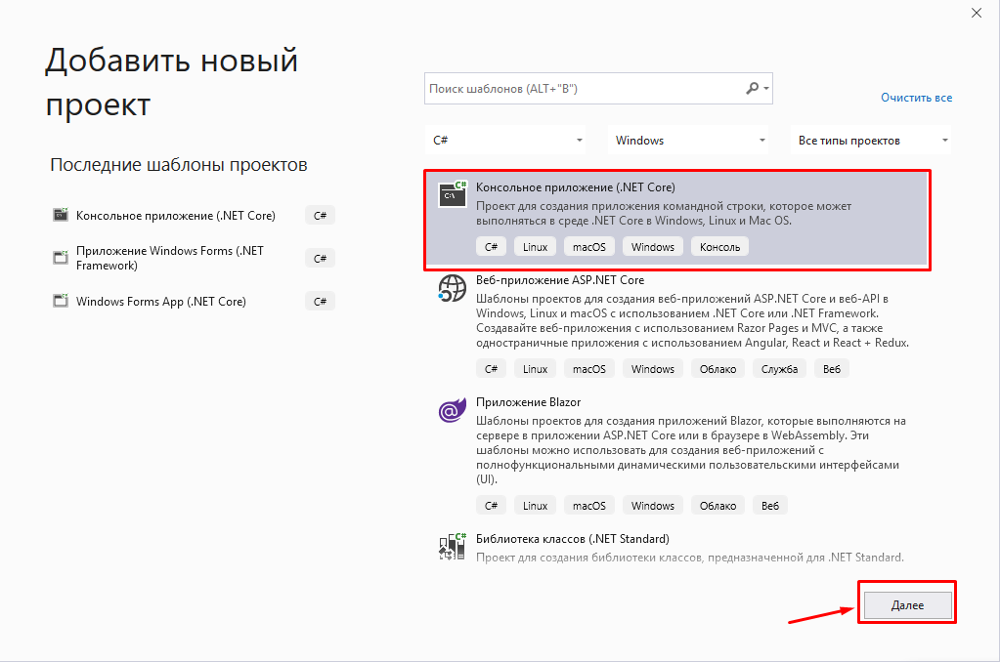 Добавить новый
проект
Последние шаблоны проектов
Консольное приложение (.NET Core) C#
Приложение Windows Forms (.NET
Framework) C#
Windows Forms App (.NET Core) C#
Поиск шаблонов (ALT+"B")
Очистить все
C# Windows Все типы проектов
Консольное приложение (.NET Core)
Проект для создания приложения командной строки, которое может
выполняться в среде .NET Core в Windows, Linux и Mac OS.
C# Linux macOS Windows Консоль
Веб-приложение ASP.NET Core
Шаблоны проектов для создания веб-приложений ASP.NET Core и веб-API в
Windows, Linux и macOS с использованием .NET Core или .NET Framework.
Создавайте веб-приложения с использованием Razor Pages и MVC, а также
одностраничные приложения с использованием Angular, React и React + Redux.
C# Linux macOS Windows Облако Служба Веб
Приложение Blazor
Шаблоны проектов для создания приложений Blazor, которые выполняются на
сервере в приложении ASP.NET Core или в браузере в WebAssembly. Эти
шаблоны можно использовать для создания веб-приложений с
полнофункциональными динамическими пользовательскими интерфейсами
(UI).
C# Linux macOS Windows Облако Веб
Библиотека классов (.NET Standard)
Проект для создания библиотеки классов, предназначенной для .NET Standard.
Далее